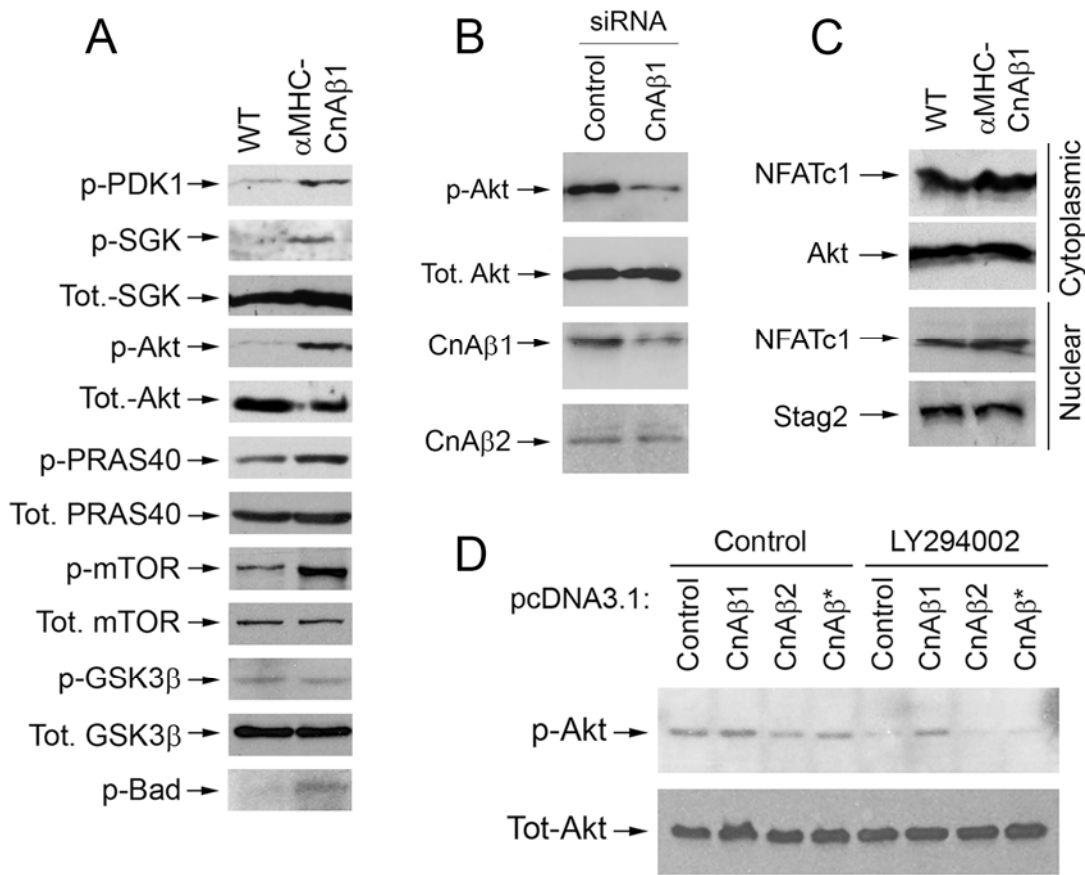 A
WT
αMHC-
CnAβ1
p-PDK1
p-SGK
Tot.-SGK
p-Akt
Tot.-Akt
p-PRAS40
Tot. PRAS40
p-mTOR
Tot. mTOR
p-GSK3β
Tot. GSK3β
p-Bad
B
siRNA
Control
CnAβ1
p-Akt
Tot. Akt
CnAβ1
CnAβ2
C
WT
αMHC-
CnAβ1
NFATc1
Akt
Cytoplasmic
NFATc1
Stag2
Nuclear
D
Control LY294002
pcDNA3.1: Control CnAβ1 CnAβ2 CnAβ* Control CnAβ1 CnAβ2 CnAβ*
p-Akt
Tot-Akt